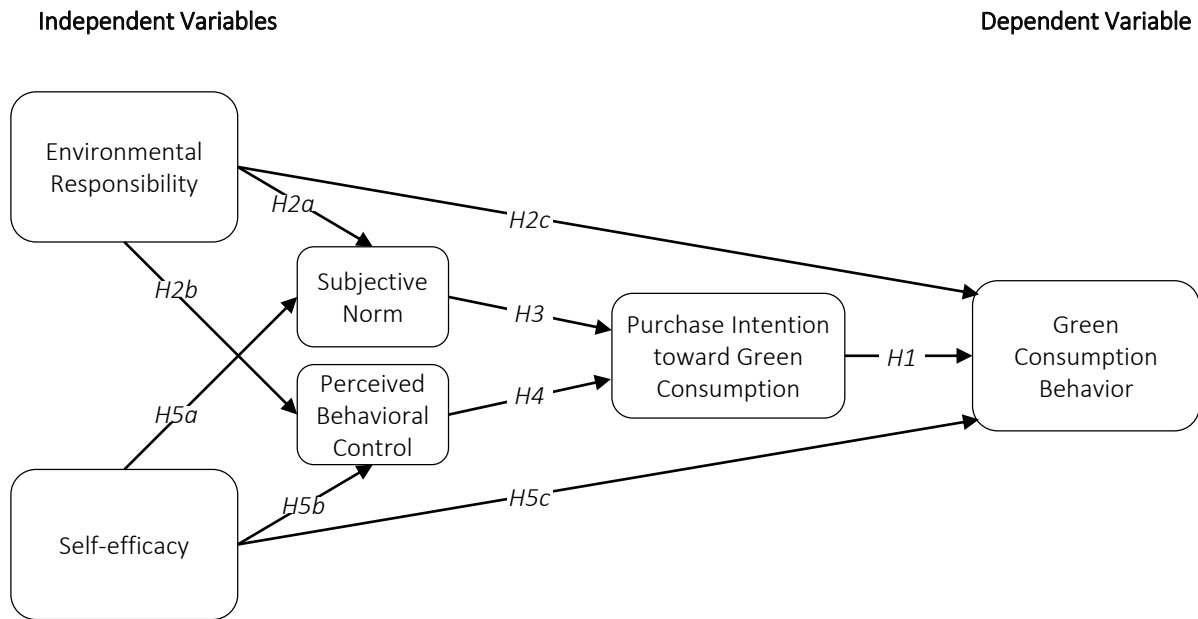 Independent Variables
Dependent Variable
Environmental
Responsibility
H2a
H2c
H2b
Subjective
Norm
H3
Purchase Intention
toward Green
Consumption
H1
Green
Consumption
Behavior
Perceived
Behavioral
Control
H4
H5a
H5b
H5c
Self-efficacy